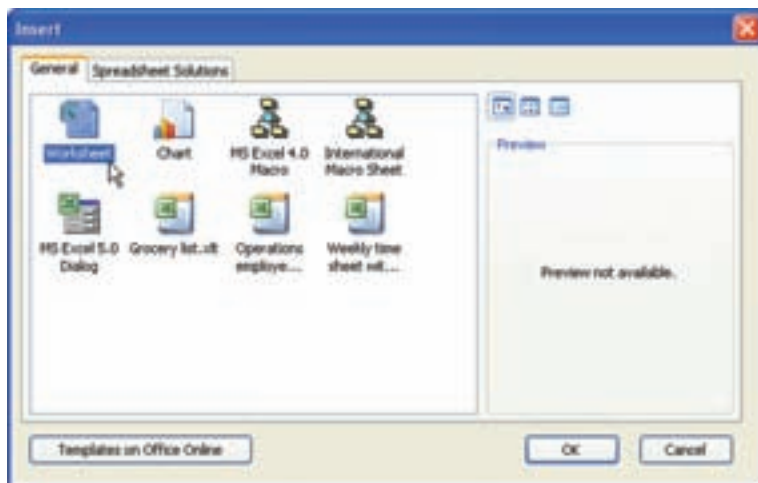 Insert
General Spreadsheet Solutions
Worksheet Chart MS Excel 4.0 Macro International Macro Sheet
MS Excel 5.0 Dialog Grocery list.xlt Operations employe... Weekly time sheet wit...
Preview
Preview not available.
Templates on Office Online OK Cancel